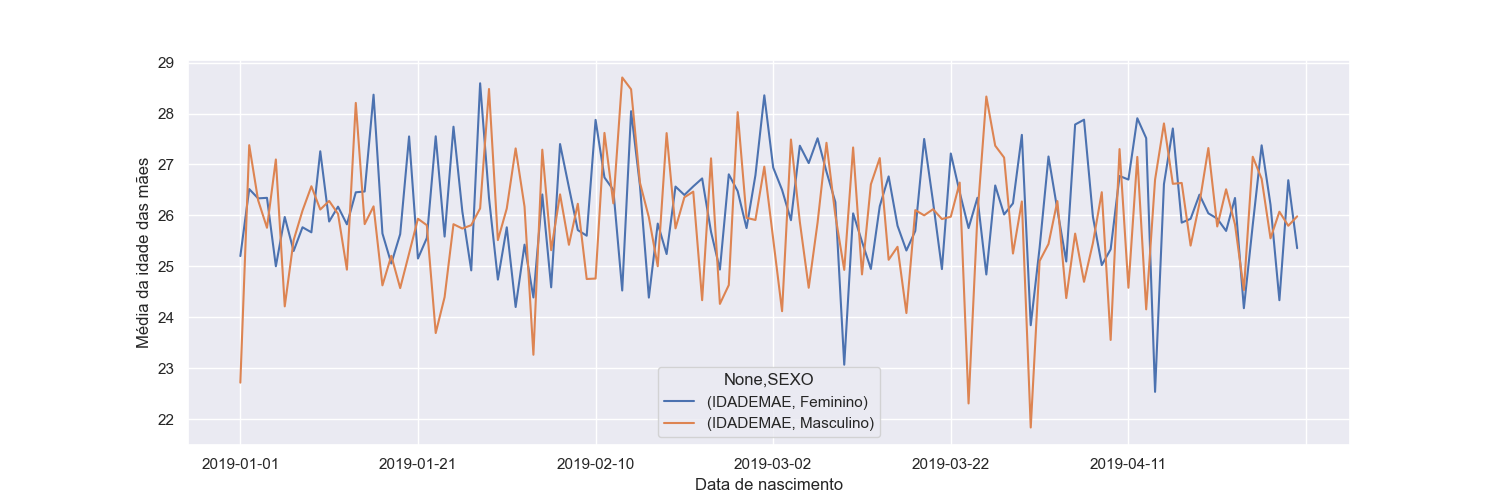 29
28
27
26
25
24
23
22
Média da idade das mães
None,SEXO
(IDADEMAE, Feminino)
(IDADEMAE, Masculino)
2019-01-01
2019-01-21
2019-02-10
2019-03-02
2019-03-22
2019-04-11
Data de nascimento